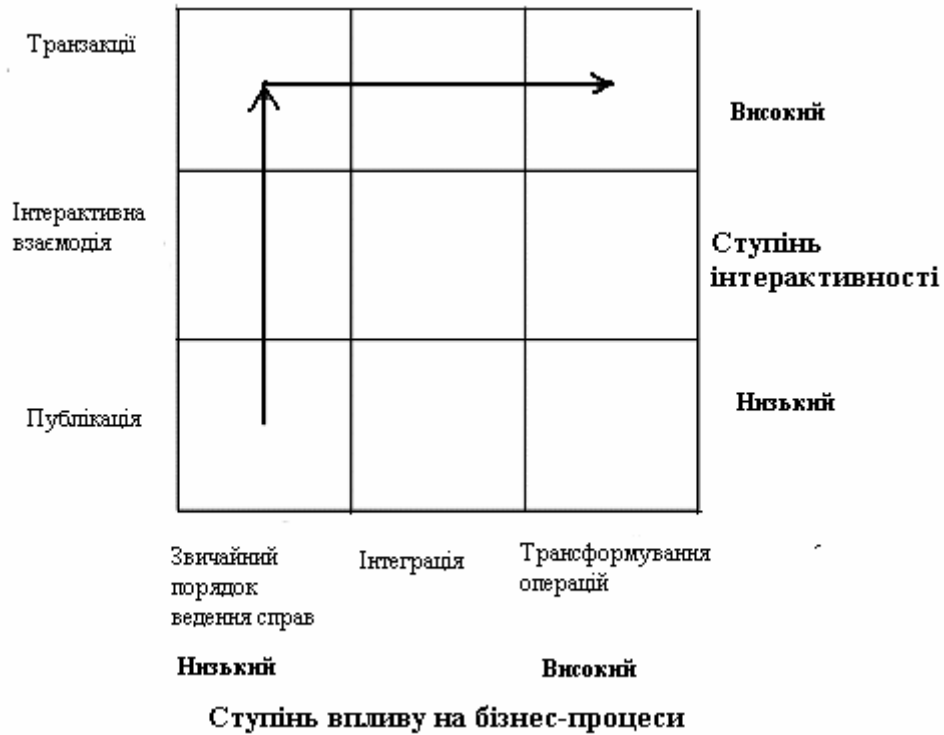 Транзакції
Високий
Інтерактивна
взаємодія
Ступінь
інтерактивності
Публікація
Низький
Звичайний
порядок
ведення справ
Інтеграція
Трансформування
операцій
Низький
Високий
Ступінь впливу на бізнес-процеси